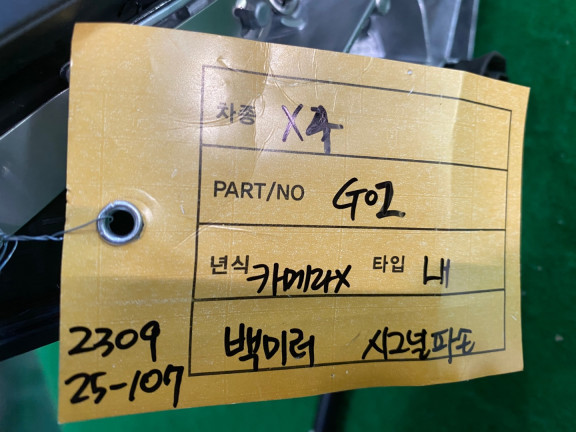 차종 X4
PART/NO G02
년식 카메라X 타입 내
백미러 시그널파손
2309
25-107